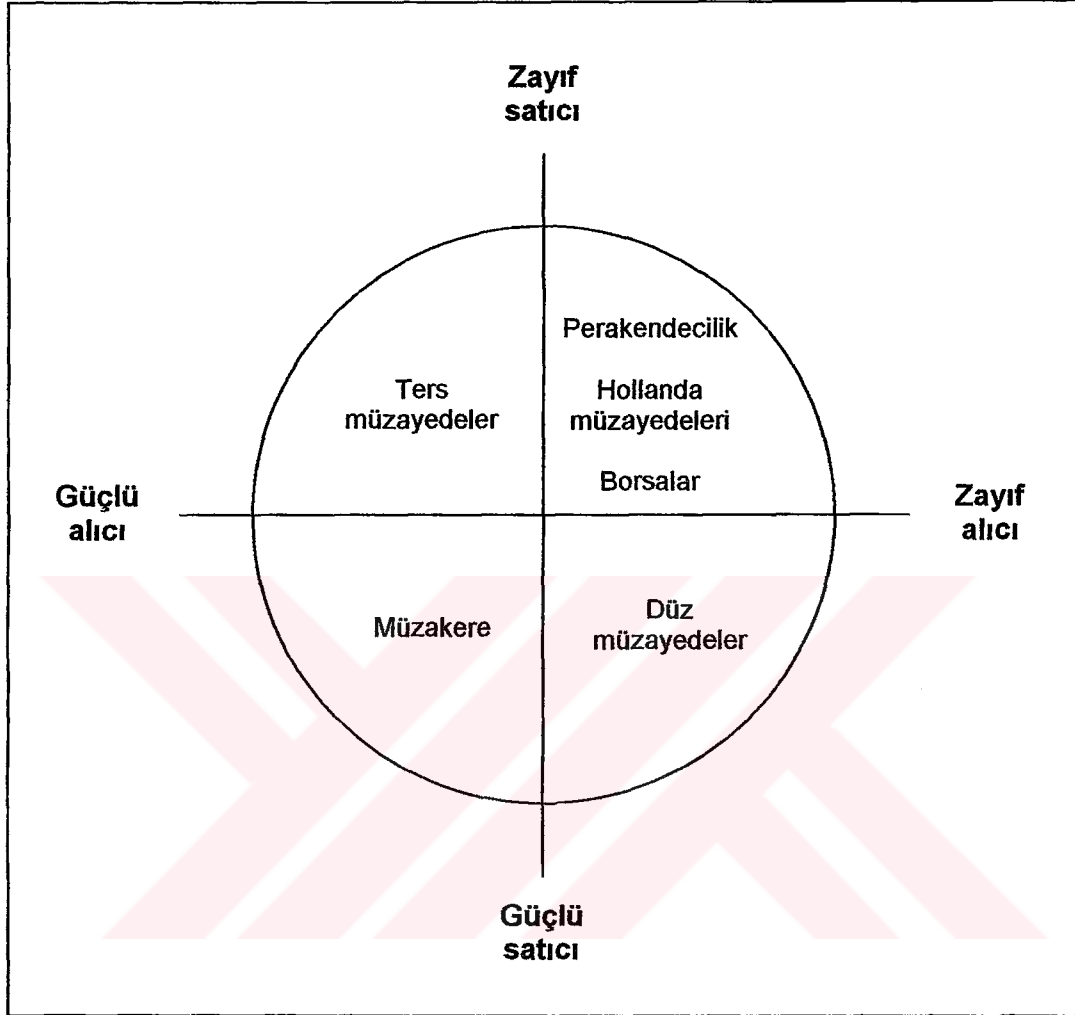 Zayıf
satıcı
Perakendecilik
Ters
müzayedeler
Hollanda
müzayedeleri
Borsalar
Güçlü
alıcı
Zayıf
alıcı
Müzakere
Düz
müzayedeler
Güçlü
satıcı